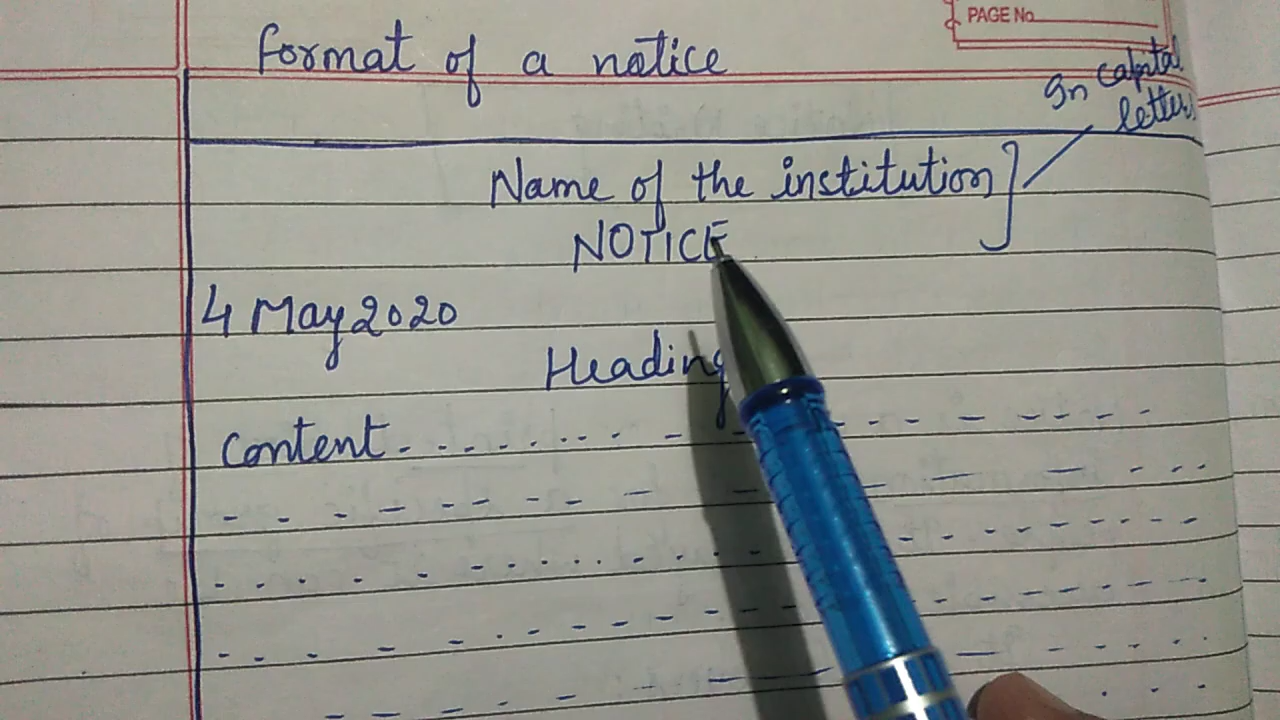 PAGE No
Format of a notice
In capital
letters
Name of the institution
NOTICE
4 May 2020
Heading
Content